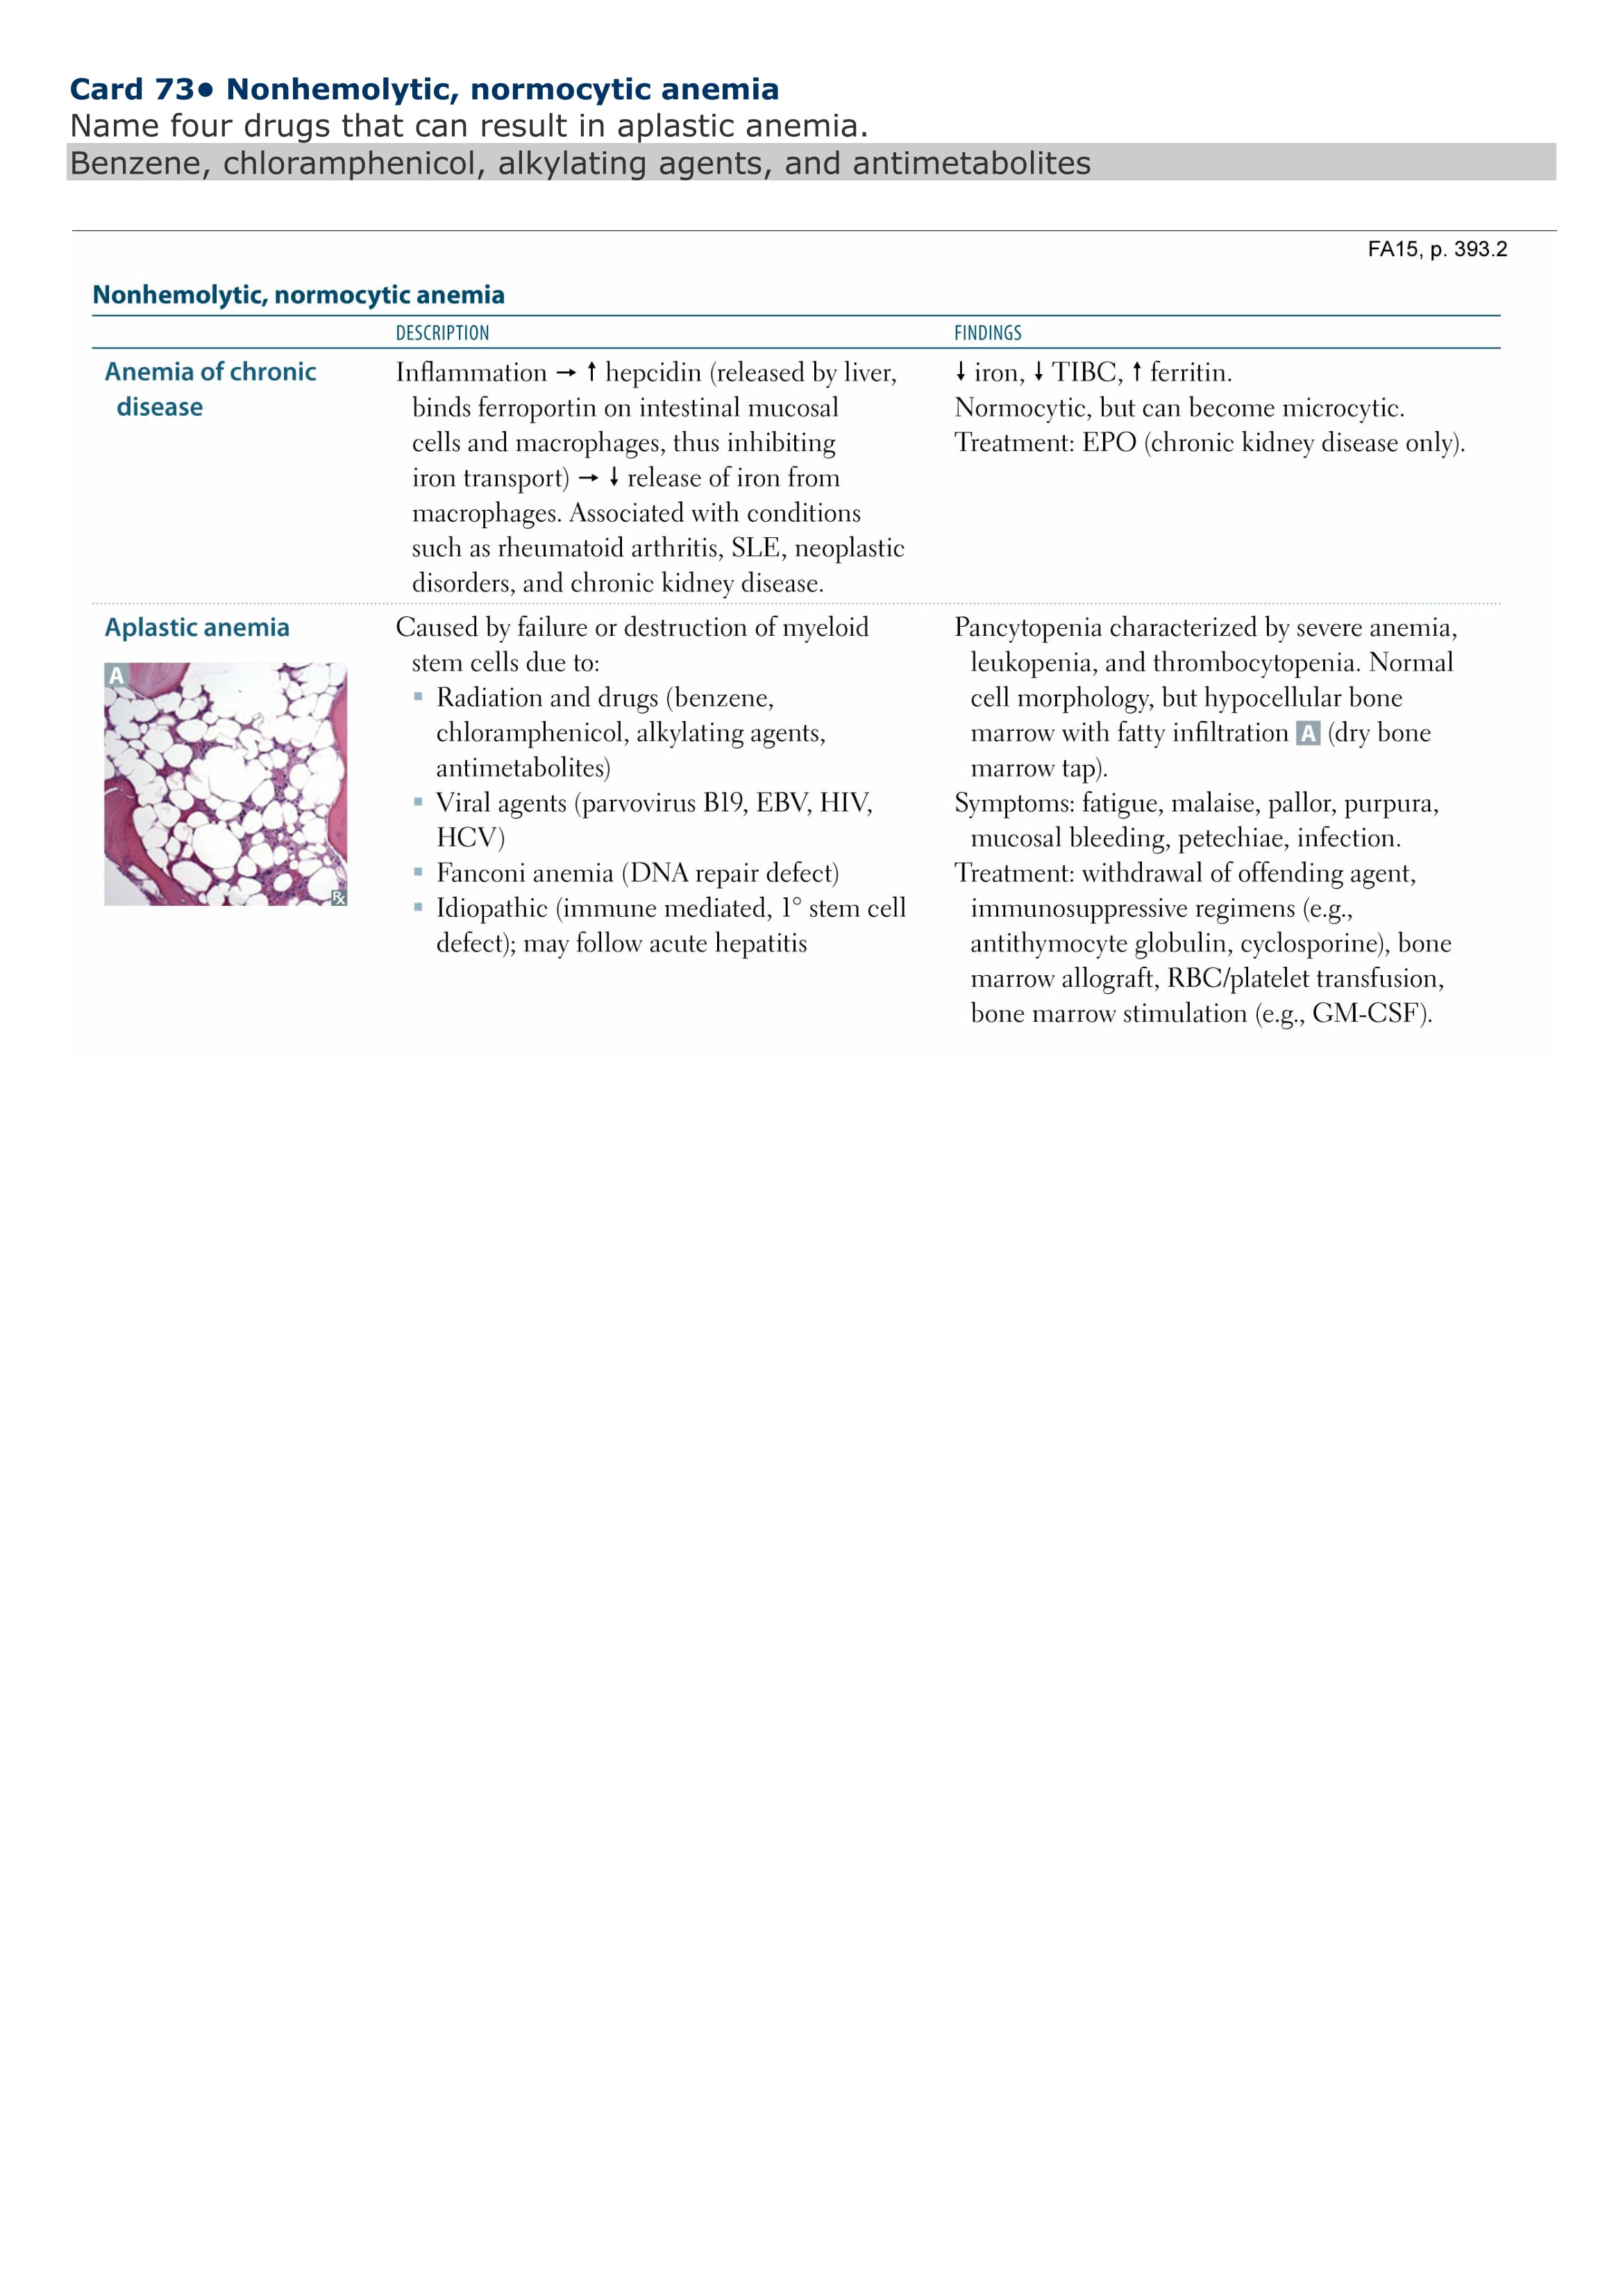 Card 73• Nonhemolytic, normocytic anemia
Name four drugs that can result in aplastic anemia.
Benzene, chloramphenicol, alkylating agents, and antimetabolites
FA15, p. 393.2
Nonhemolytic, normocytic anemia
DESCRIPTION
FINDINGS
Anemia of chronic
disease
Inflammation → ↑ hepcidin (released by liver,
binds ferroportin on intestinal mucosal
cells and macrophages, thus inhibiting
iron transport) → ↓ release of iron from
macrophages. Associated with conditions
such as rheumatoid arthritis, SLE, neoplastic
disorders, and chronic kidney disease.
↓ iron, ↓ TIBC, ↑ ferritin.
Normocytic, but can become microcytic.
Treatment: EPO (chronic kidney disease only).
Aplastic anemia
A
Rx
Caused by failure or destruction of myeloid
stem cells due to:
▪ Radiation and drugs (benzene,
chloramphenicol, alkylating agents,
antimetabolites)
▪ Viral agents (parvovirus B19, EBV, HIV,
HCV)
▪ Fanconi anemia (DNA repair defect)
▪ Idiopathic (immune mediated, 1° stem cell
defect); may follow acute hepatitis
Pancytopenia characterized by severe anemia,
leukopenia, and thrombocytopenia. Normal
cell morphology, but hypocellular bone
marrow with fatty infiltration A (dry bone
marrow tap).
Symptoms: fatigue, malaise, pallor, purpura,
mucosal bleeding, petechiae, infection.
Treatment: withdrawal of offending agent,
immunosuppressive regimens (e.g.,
antithymocyte globulin, cyclosporine), bone
marrow allograft, RBC/platelet transfusion,
bone marrow stimulation (e.g., GM-CSF).